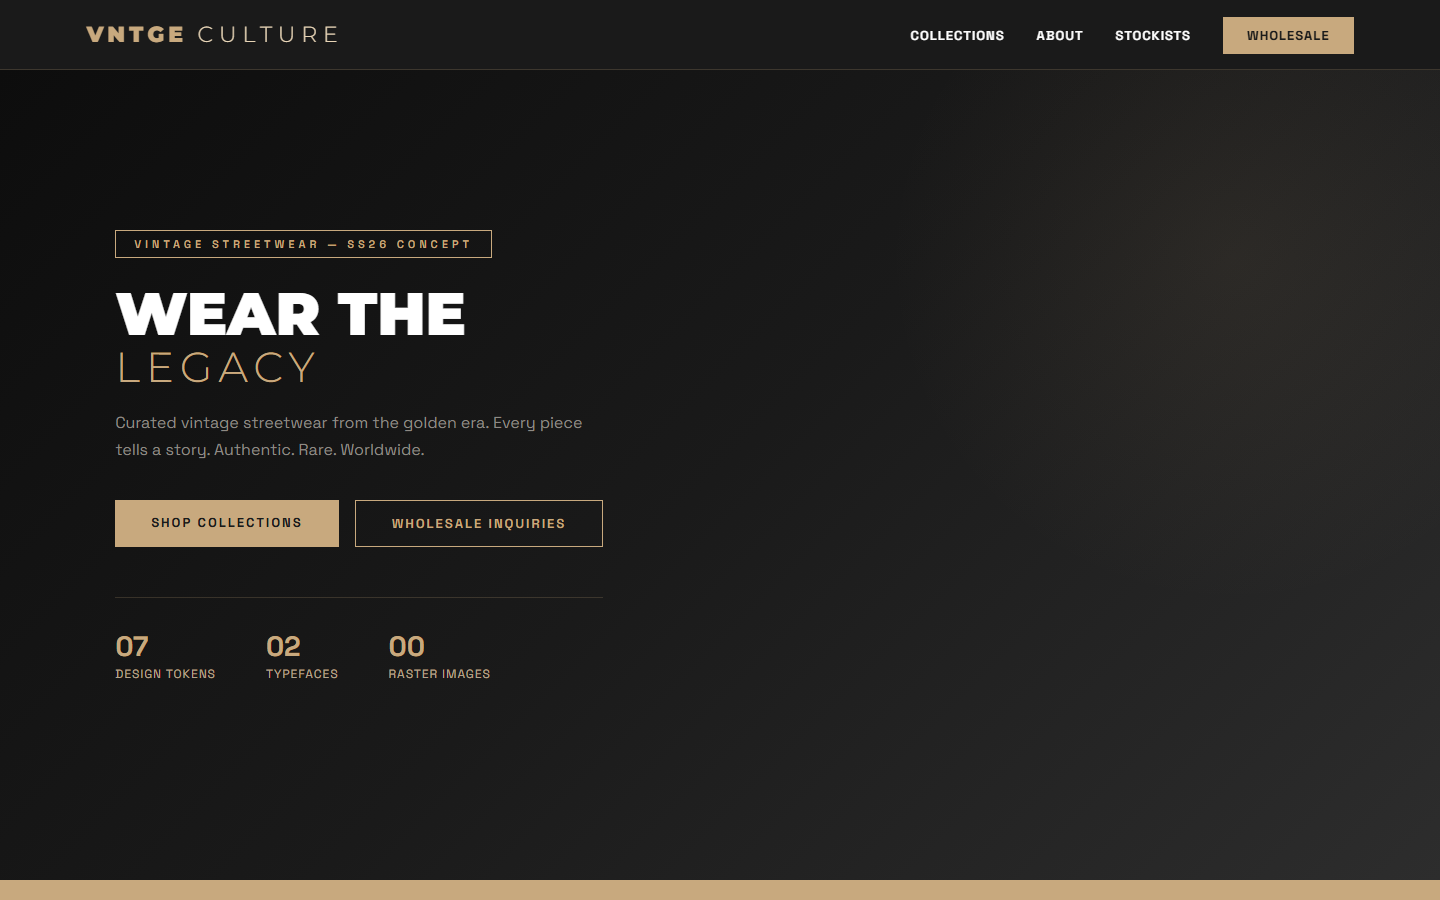 VNTGE CULTURE
COLLECTIONS ABOUT STOCKISTS WHOLESALE
VINTAGE STREETWEAR — SS26 CONCEPT
WEAR THE
LEGACY
Curated vintage streetwear from the golden era. Every piece
tells a story. Authentic. Rare. Worldwide.
SHOP COLLECTIONS WHOLESALE INQUIRIES
07 02 00
DESIGN TOKENS TYPEFACES RASTER IMAGES